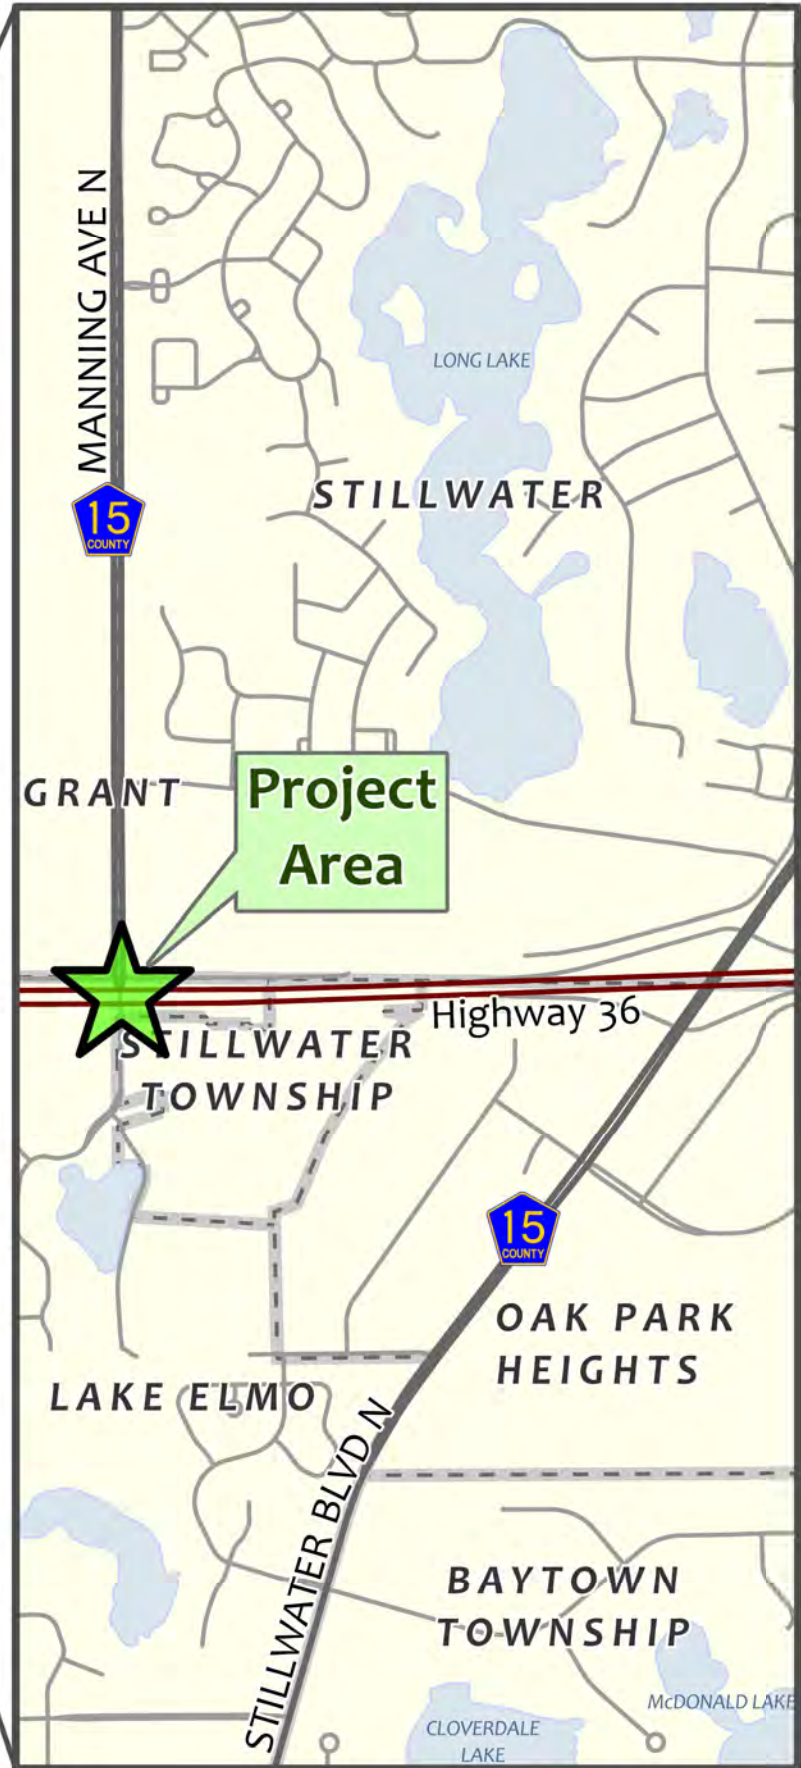 MANNING AVE N
LONG LAKE
STILLWATER
15
COUNTY
GRANT
Project
Area
Highway 36
STILLWATER
TOWNSHIP
15
COUNTY
OAK PARK
HEIGHTS
LAKE ELMO
STILLWATER BLVD N
BAYTOWN
TOWNSHIP
McDONALD LAKE
CLOVERDALE
LAKE